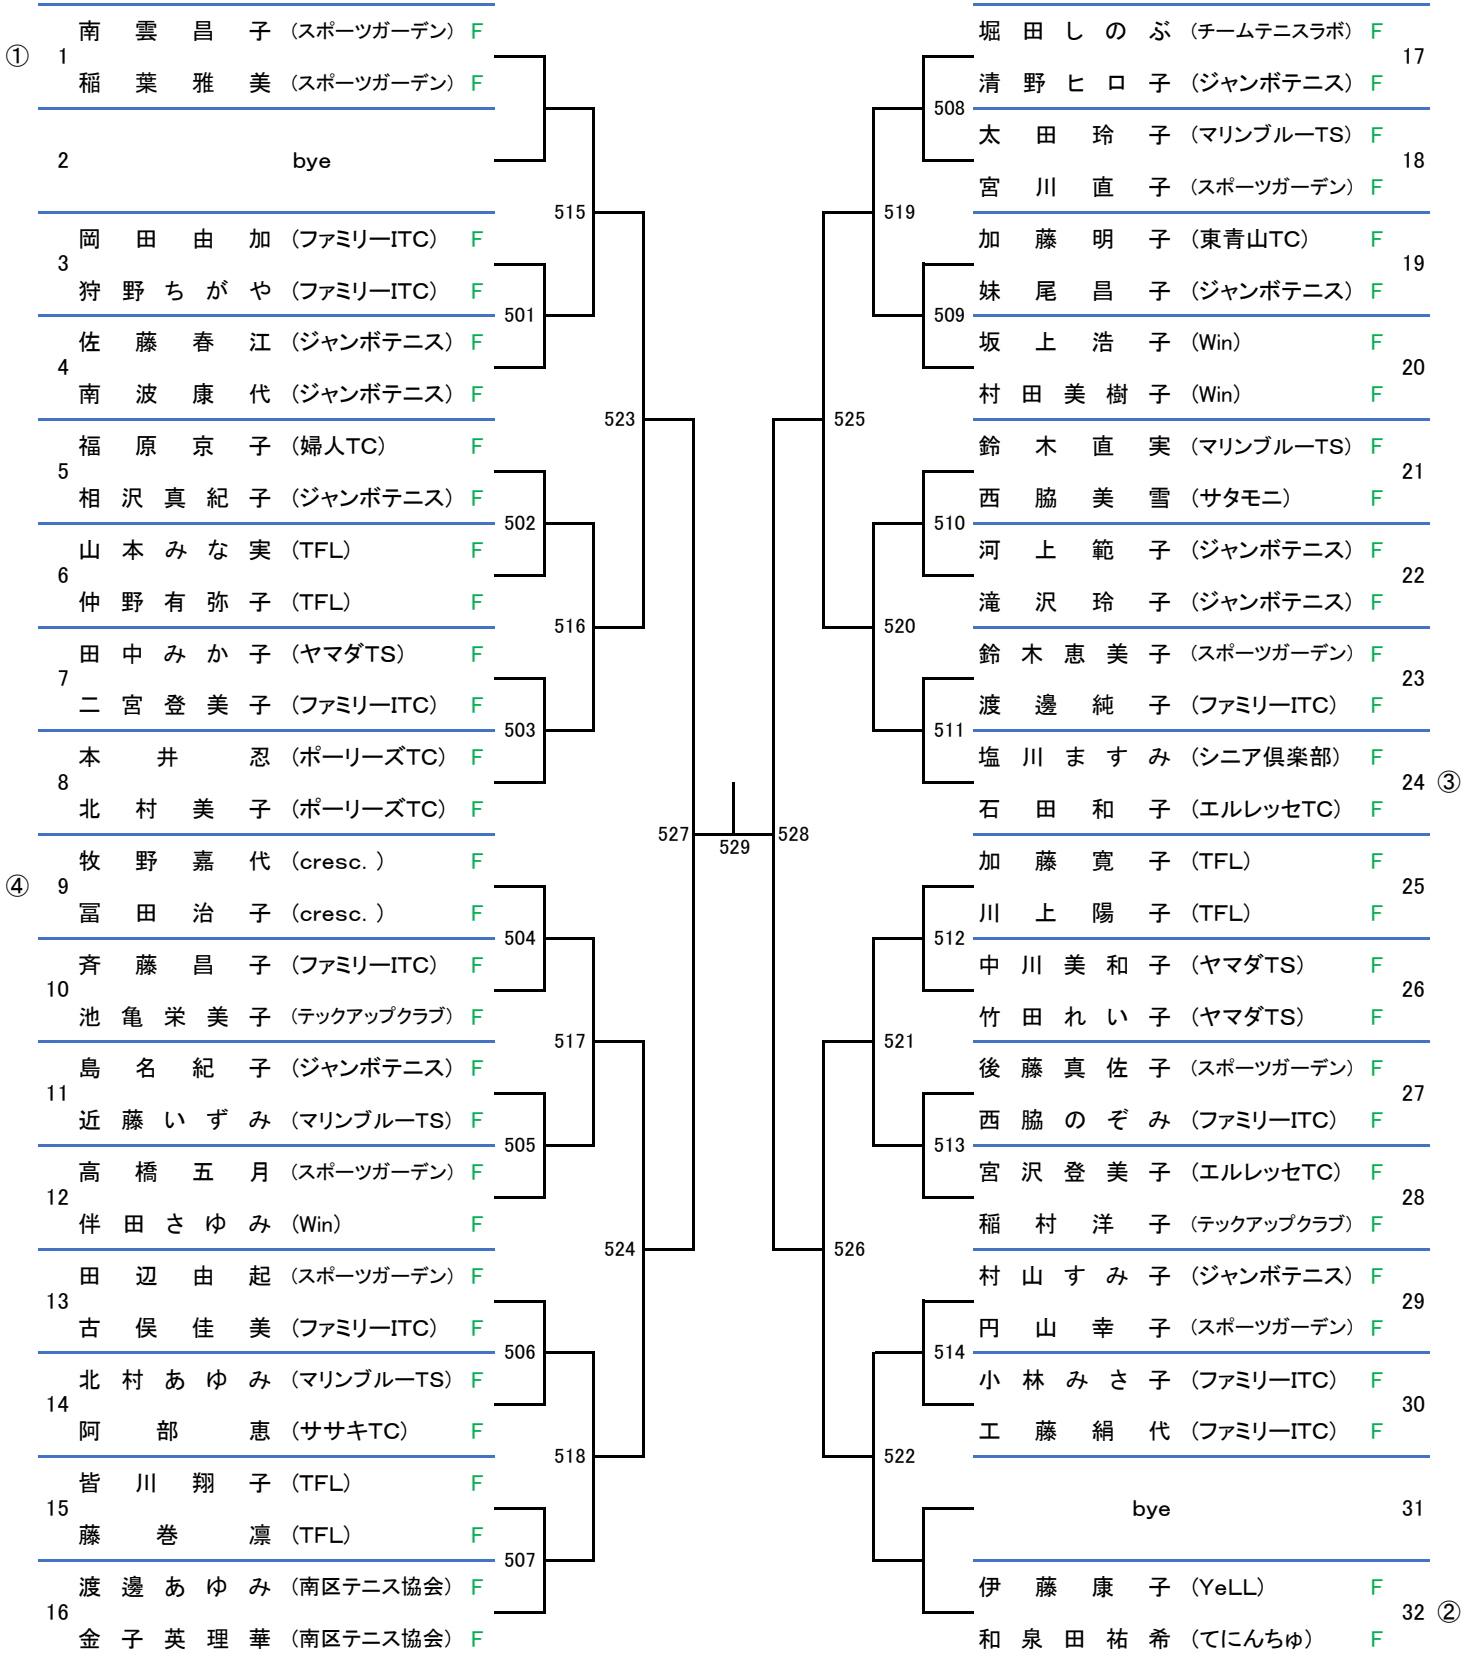 ① 1 南雲昌子 (スポーツガーデン) F
稲葉雅美 (スポーツガーデン) F
2 bye
515
3 岡田由加 (ファミリーITC) F
狩野ちがや (ファミリーITC) F
501
4 佐藤春江 (ジャンボテニス) F
南波康代 (ジャンボテニス) F
523
5 福原京子 (婦人TC) F
相沢真紀子 (ジャンボテニス) F
502
6 山本みな実 (TFL) F
仲野有弥子 (TFL) F
516
7 田中みか子 (ヤマダTS) F
二宮登美子 (ファミリーITC) F
503
8 本井忍 (ポーリーズTC) F
北村美子 (ポーリーズTC) F
527
④ 9 牧野嘉代 (cresc.) F
冨田治子 (cresc.) F
504
10 斉藤昌子 (ファミリーITC) F
池亀栄美子 (テックアップクラブ) F
517
11 島名紀子 (ジャンボテニス) F
近藤いずみ (マリンブルーTS) F
505
12 高橋五月 (スポーツガーデン) F
伴田さゆみ (Win) F
524
13 田辺由起 (スポーツガーデン) F
古俣佳美 (ファミリーITC) F
506
14 北村あゆみ (マリンブルーTS) F
阿部恵 (ササキTC) F
518
15 皆川翔子 (TFL) F
藤巻凛 (TFL) F
507
16 渡邊あゆみ (南区テニス協会) F
金子英理華 (南区テニス協会) F
529
堀田しのぶ (チームテニスラボ) F 17
清野ヒロ子 (ジャンボテニス) F
508
太田玲子 (マリンブルーTS) F 18
宮川直子 (スポーツガーデン) F
519
加藤明子 (東青山TC) F 19
妹尾昌子 (ジャンボテニス) F
509
坂上浩子 (Win) F 20
村田美樹子 (Win) F
525
鈴木直実 (マリンブルーTS) F 21
西脇美雪 (サタモニ) F
510
河上範子 (ジャンボテニス) F 22
滝沢玲子 (ジャンボテニス) F
520
鈴木恵美子 (スポーツガーデン) F 23
渡邊純子 (ファミリーITC) F
511
塩川ますみ (シニア倶楽部) F 24 ③
石田和子 (エルレッセTC) F
528
加藤寛子 (TFL) F 25
川上陽子 (TFL) F
512
中川美和子 (ヤマダTS) F 26
竹田れい子 (ヤマダTS) F
521
後藤真佐子 (スポーツガーデン) F 27
西脇のぞみ (ファミリーITC) F
513
宮沢登美子 (エルレッセTC) F 28
稲村洋子 (テックアップクラブ) F
526
村山すみ子 (ジャンボテニス) F 29
円山幸子 (スポーツガーデン) F
514
小林みさ子 (ファミリーITC) F 30
工藤絹代 (ファミリーITC) F
522
bye 31
伊藤康子 (YeLL) F 32 ②
和泉田祐希 (てにんちゅ) F